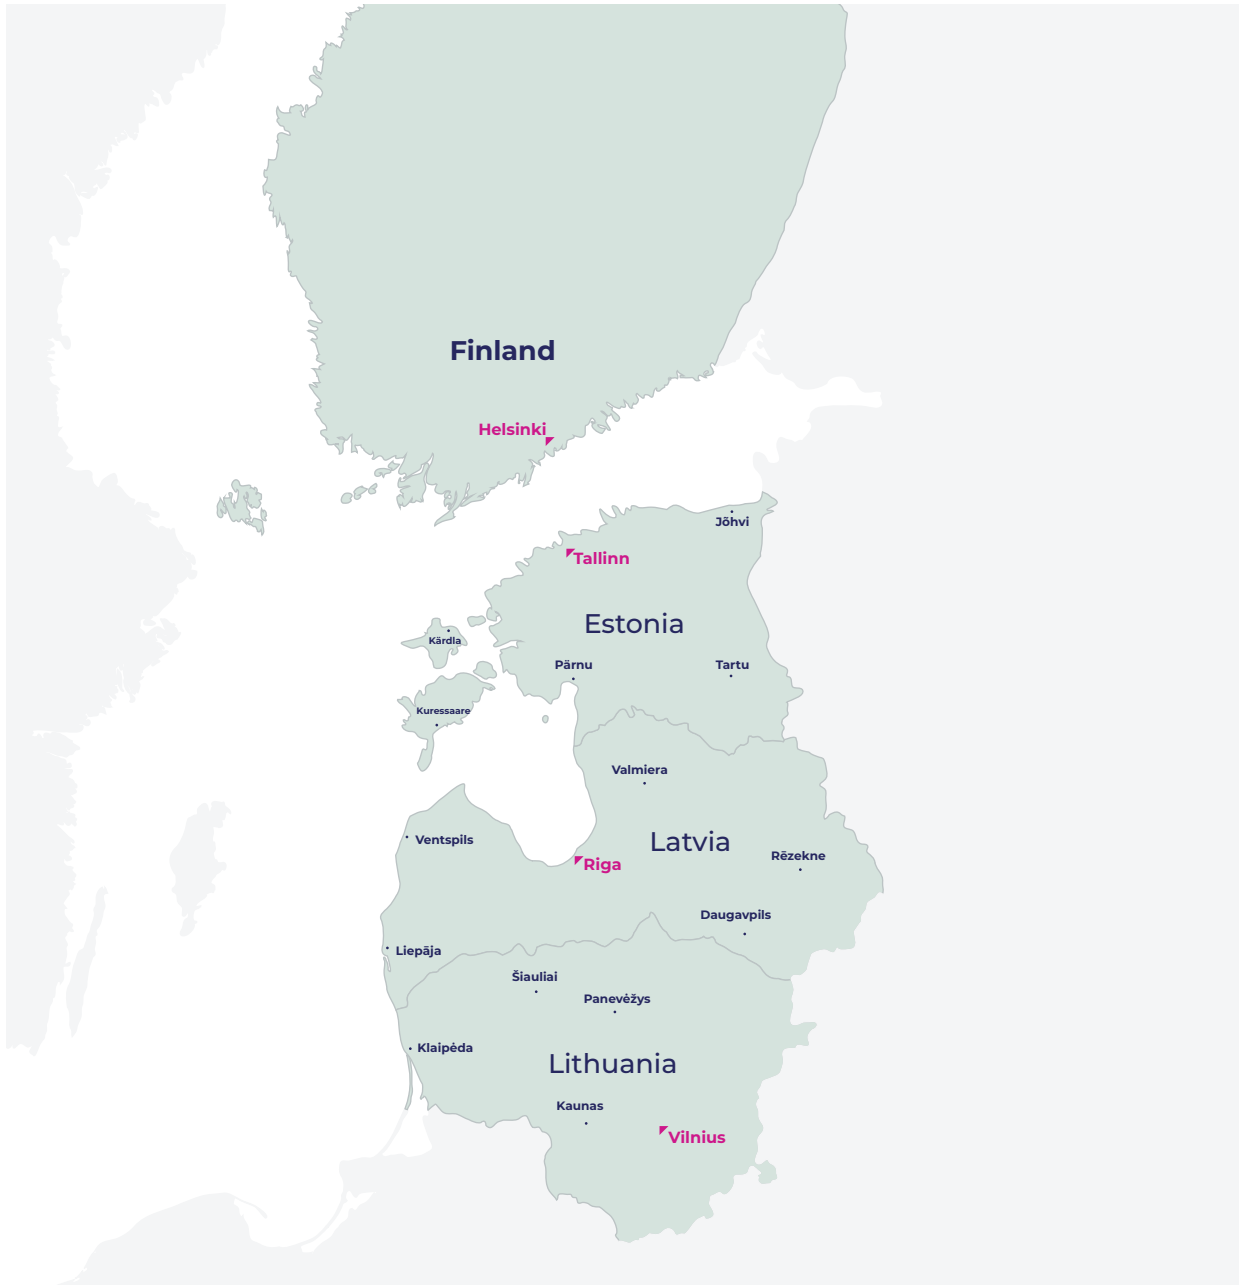 Finland
Helsinki
Jõhvi
Tallinn
Estonia
Kärdla
Pärnu
Tartu
Kuressaare
Valmiera
Ventspils
Latvia
Rēzekne
Riga
Daugavpils
Liepāja
Šiauliai
Panevėžys
Klaipėda
Lithuania
Kaunas
Vilnius